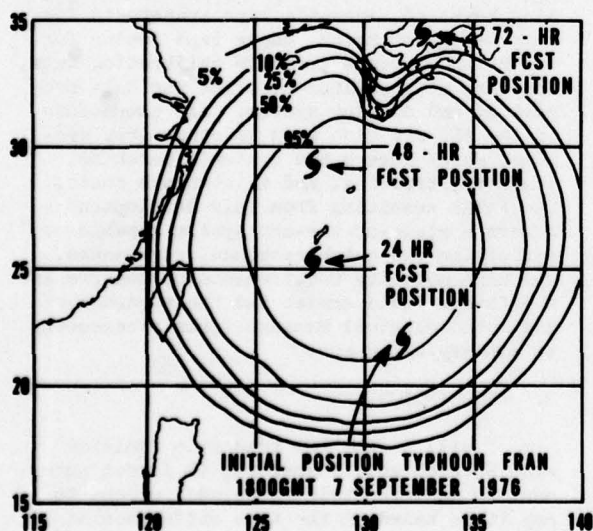 35
72 - HR
FCST
POSITION
10%
5%
25%
50%
30
95%
48 - HR
FCST POSITION
24 HR
FCST
POSITION
25
20
INITIAL POSITION TYPHOON FRAN
1800GMT 7 SEPTEMBER 1976
15
115
120
125
130
135
140